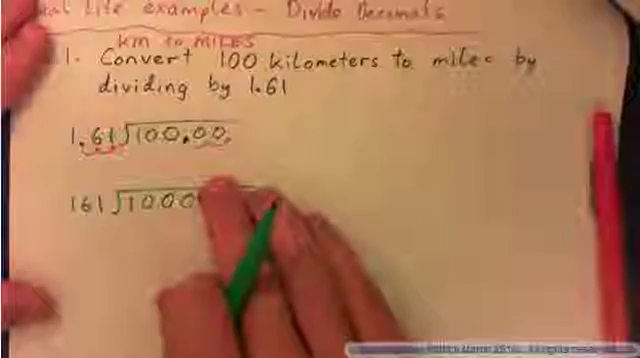 Life examples - Divide Decimals
km to MILES
1. Convert 100 kilometers to miles by
dividing by 1.61
1.61 100.00.
161 1000